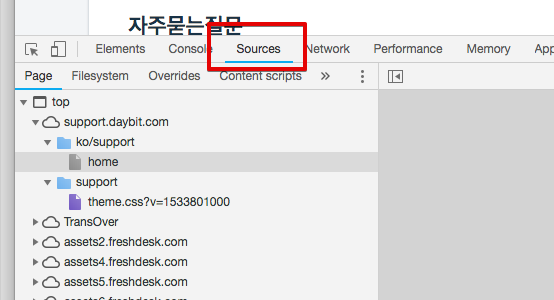 자주묻는질문
Elements Console Sources Network Performance Memory
Page Filesystem Overrides Content scripts »
top
support.daybit.com
ko/support
home
support
theme.css?v=1533801000
TransOver
assets2.freshdesk.com
assets4.freshdesk.com
assets5.freshdesk.com